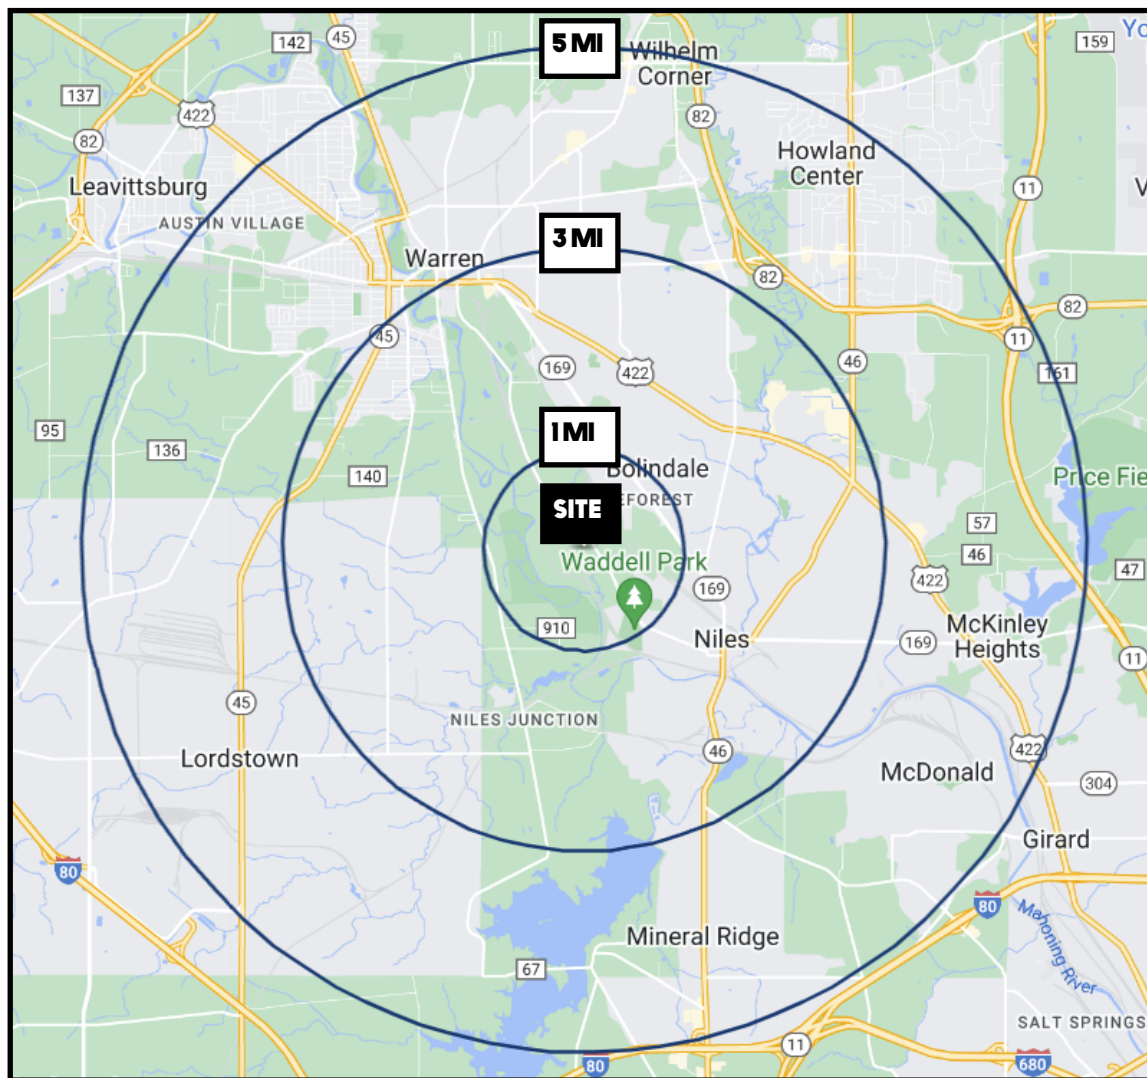 5 MI
Yo
142
45
159
Wilhelm
Corner
137
422
82
82
Howland
Center
Leavittsburg
11
V
AUSTIN VILLAGE
3 MI
Warren
82
82
45
11
169
422
46
161
95
1 MI
136
140
Bolindale
Price Fie
EFOREST
SITE
57
46
Waddell Park
47
422
169
910
Niles
169
McKinley
Heights
11
45
NILES JUNCTION
46
422
Lordstown
McDonald
304
Girard
80
80
Mahoning
River
Mineral Ridge
67
SALT SPRINGS
11
80
680